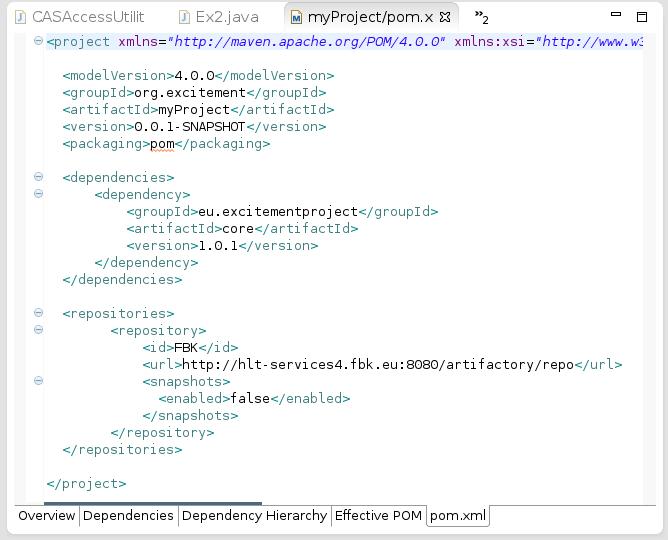 CASAccessUtilit Ex2.java myProject/pom.x »2
<project xmlns="http://maven.apache.org/POM/4.0.0" xmlns:xsi="http://www.w3
<modelVersion>4.0.0</modelVersion>
<groupId>org.excitement</groupId>
<artifactId>myProject</artifactId>
<version>0.0.1-SNAPSHOT</version>
<packaging>pom</packaging>
<dependencies>
<dependency>
<groupId>eu.excitementproject</groupId>
<artifactId>core</artifactId>
<version>1.0.1</version>
</dependency>
</dependencies>
<repositories>
<repository>
<id>FBK</id>
<url>http://hlt-services4.fbk.eu:8080/artifactory/repo</url>
<snapshots>
<enabled>false</enabled>
</snapshots>
</repository>
</repositories>
</project>
Overview Dependencies Dependency Hierarchy Effective POM pom.xml